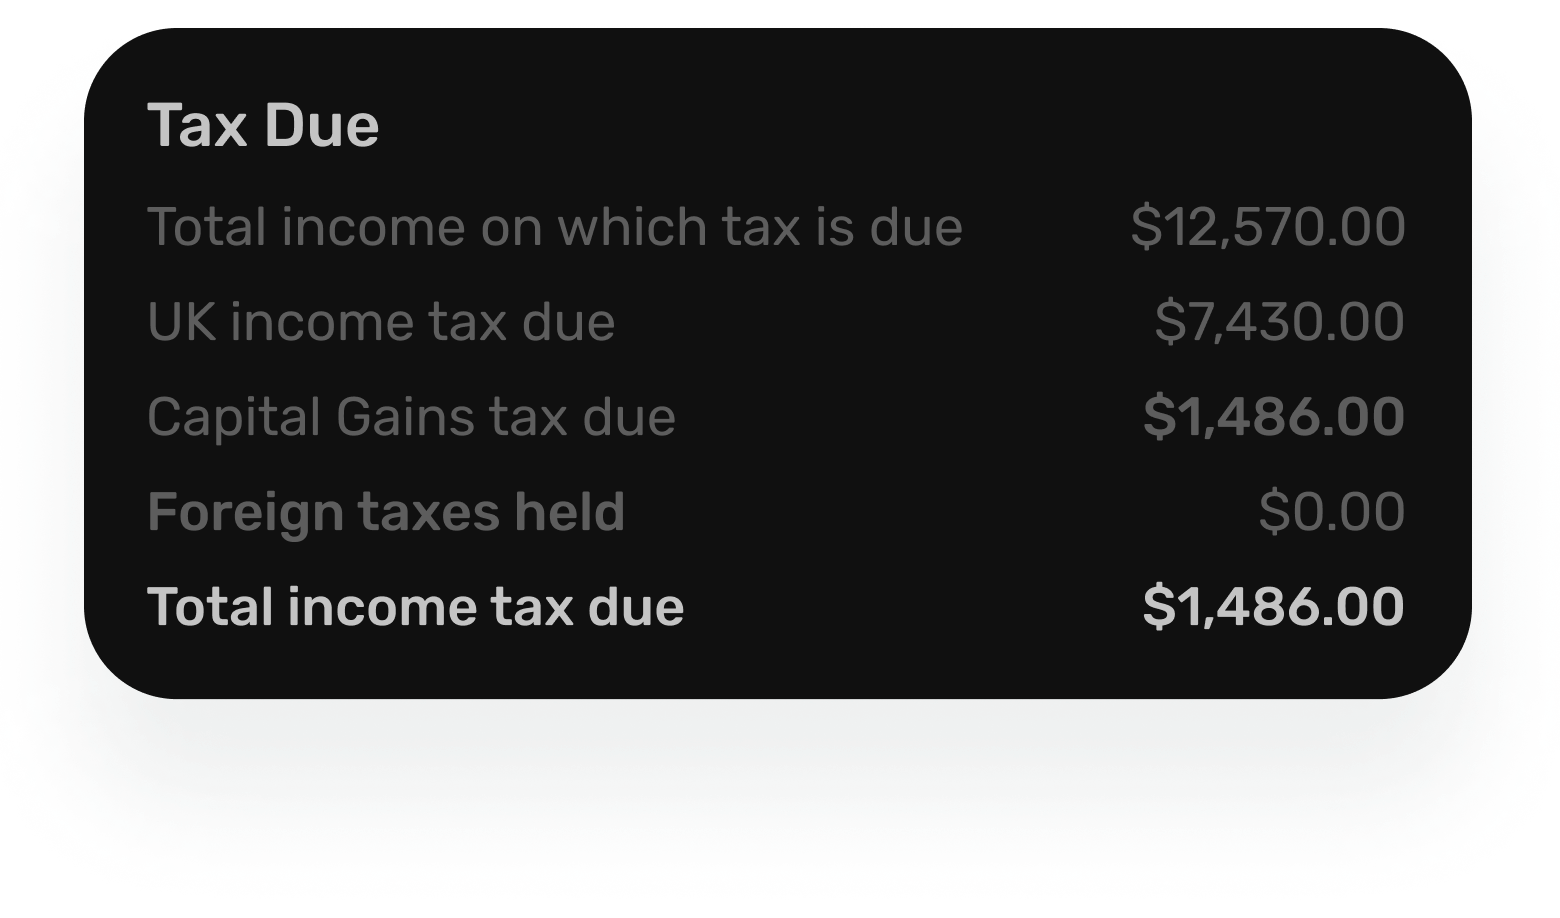 Tax Due
Total income on which tax is due $12,570.00
UK income tax due $7,430.00
Capital Gains tax due $1,486.00
Foreign taxes held $0.00
Total income tax due $1,486.00